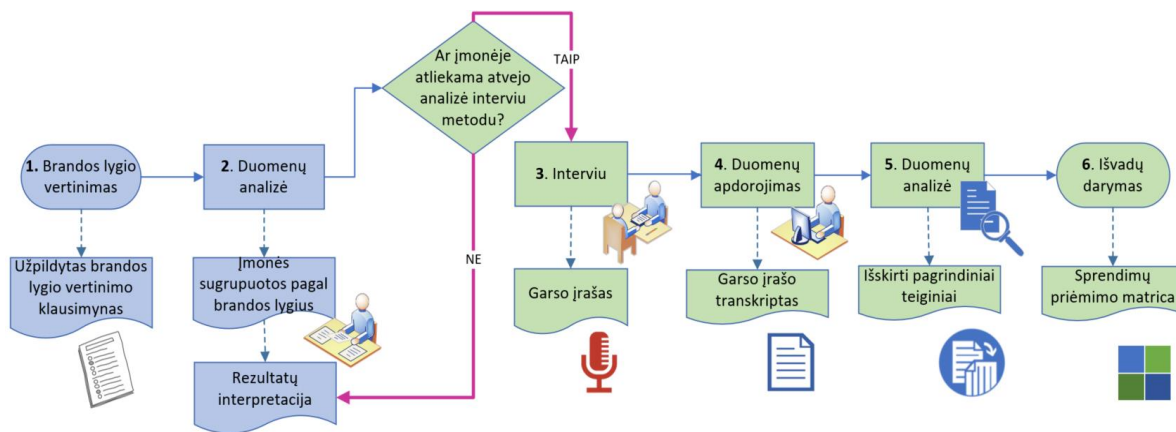 Ar įmonėje
atliekama atvejo
analizė interviu
metodu?
TAIP
NE
1. Brandos lygio
vertinimas
2. Duomenų
analizė
3. Interviu
4. Duomenų
apdorojimas
5. Duomenų
analizė
6. Išvadų
darymas
Užpildytas brandos
lygio vertinimo
klausimynas
Įmonės
sugrupuotos pagal
brandos lygius
Garso įrašas
Garso įrašo
transkriptas
Išskirti pagrindiniai
teiginiai
Sprendimų
priėmimo matrica
Rezultatų
interpretacija